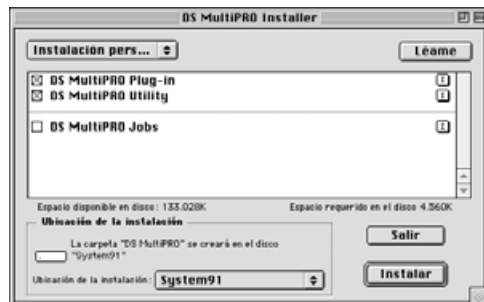 DS MultiPRO Installer
Instalación pers...
Léame
DS MultiPRO Plug-in
DS MultiPRO Utility
DS MultiPRO Jobs
Espacio disponible en disco: 133.028K
Espacio requerido en el disco 4.560K
Ubicación de la instalación
La carpeta "DS MultiPRO" se creará en el disco
"System91"
Ubicación de la instalación: System91
Salir
Instalar